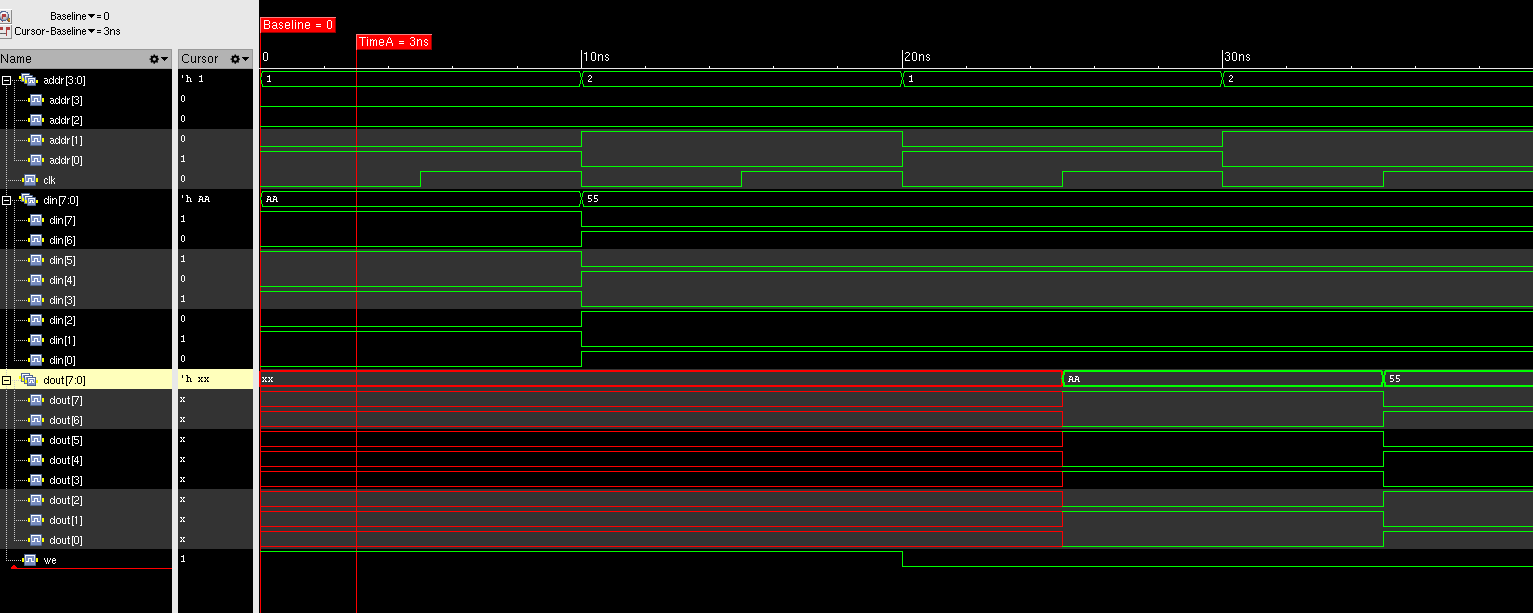 Baseline▼= 0
Cursor-Baseline▼= 3ns
Baseline = 0
TimeA = 3ns
Name Cursor 0 10ns 20ns 30ns
addr[3:0] 'h 1 1 2 1 2
addr[3] 0
addr[2] 0
addr[1] 0
addr[0] 1
clk 0
din[7:0] 'h AA AA 55
din[7] 1
din[6] 0
din[5] 1
din[4] 0
din[3] 1
din[2] 0
din[1] 1
din[0] 0
dout[7:0] 'h xx xx AA 55
dout[7] x
dout[6] x
dout[5] x
dout[4] x
dout[3] x
dout[2] x
dout[1] x
dout[0] x
we 1